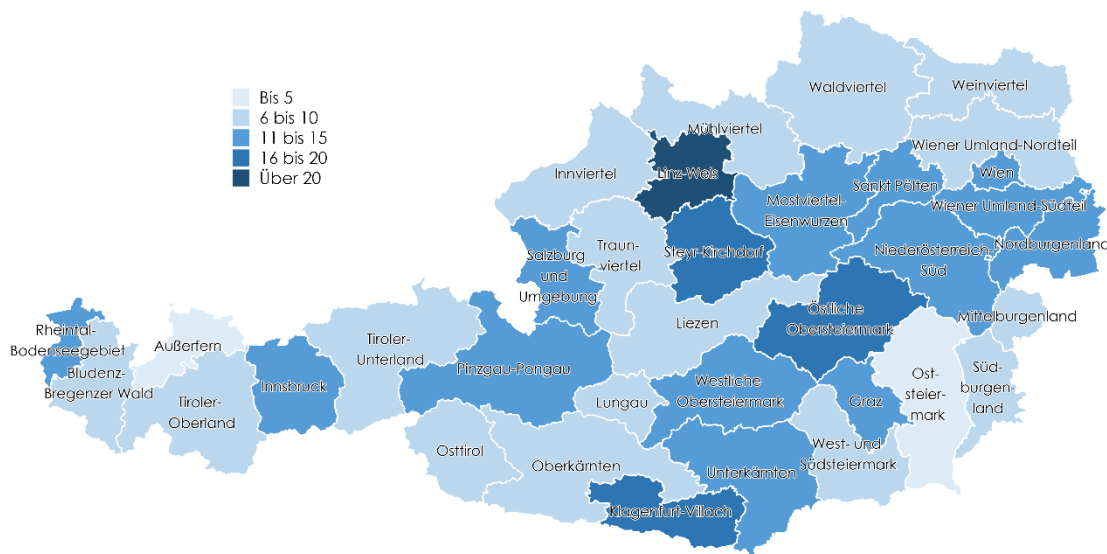 Bis 5
6 bis 10
11 bis 15
16 bis 20
Über 20
Waldviertel
Weinviertel
Mühlviertel
Wiener Umland-Nordteil
Innviertel
Linz-Wels
Wien
Sankt Pölten
Mostviertel-
Eisenwurzen
Wiener Umland-Südteil
Traun-
viertel
Steyr-Kirchdorf
Niederösterreich-
Süd
Nordburgenland
Salzburg
und
Umgebung
Liezen
Östliche
Obersteiermark
Mittelburgenland
Rheintal-
Bodenseegebiet
Außerfern
Tiroler-
Unterland
Bludenz-
Bregenzer Wald
Innsbruck
Pinzgau-Pongau
Westliche
Obersteiermark
Ost-
steier-
mark
Süd-
burgen-
land
Tiroler-
Oberland
Lungau
Graz
Osttirol
Oberkärnten
Unterkärnten
West- und
Südsteiermark
Klagenfurt-Villach